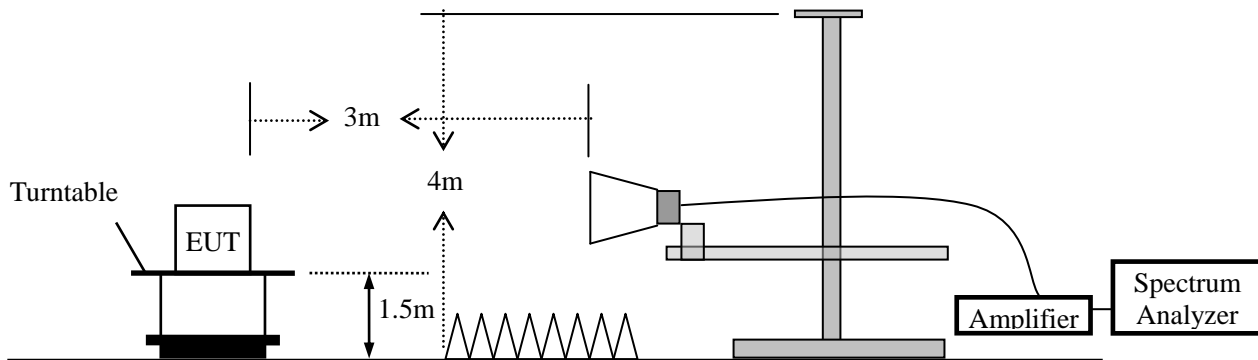 3m
4m
Turntable
EUT
1.5m
Amplifier
Spectrum
Analyzer